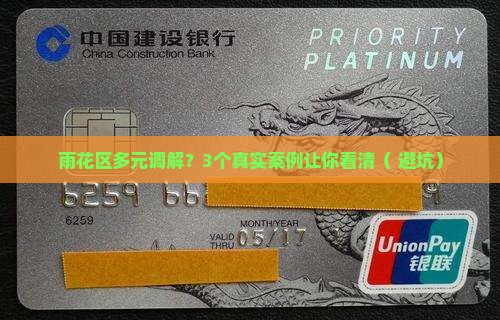 中国建设银行
China Construction Bank
PRIORITY
PLATINUM
雨花区多元调解？3个真实案例让你看清（ 避坑）
6259 66
9
6259
MONTH/YEAR
VALID THRU 05/17
UnionPay
银联